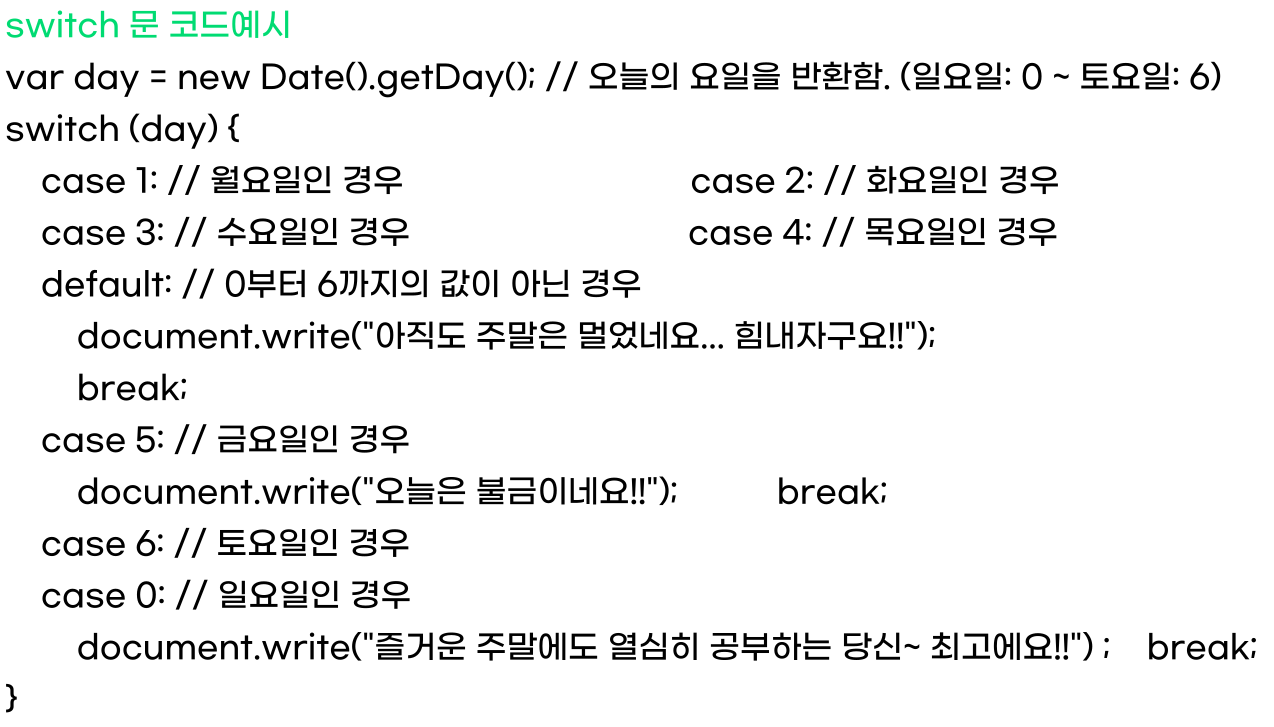 switch 문 코드예시
var day = new Date().getDay(); // 오늘의 요일을 반환함. (일요일: 0 ~ 토요일: 6)
switch (day) {
case 1: // 월요일인 경우 case 2: // 화요일인 경우
case 3: // 수요일인 경우 case 4: // 목요일인 경우
default: // 0부터 6까지의 값이 아닌 경우
document.write("아직도 주말은 멀었네요... 힘내자구요!!");
break;
case 5: // 금요일인 경우
document.write("오늘은 불금이네요!!"); break;
case 6: // 토요일인 경우
case 0: // 일요일인 경우
document.write("즐거운 주말에도 열심히 공부하는 당신~ 최고에요!!") ; break;
}